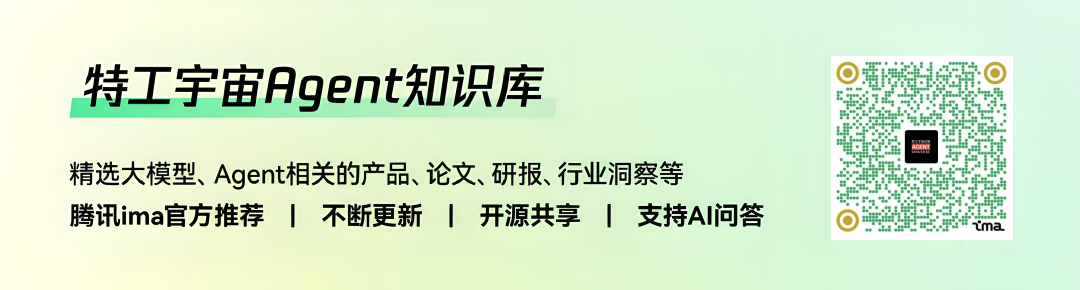 特工宇宙Agent知识库
精选大模型、Agent相关的产品、论文、研报、行业洞察等
腾讯ima官方推荐 | 不断更新 | 开源共享 | 支持AI问答
AGENT
ima